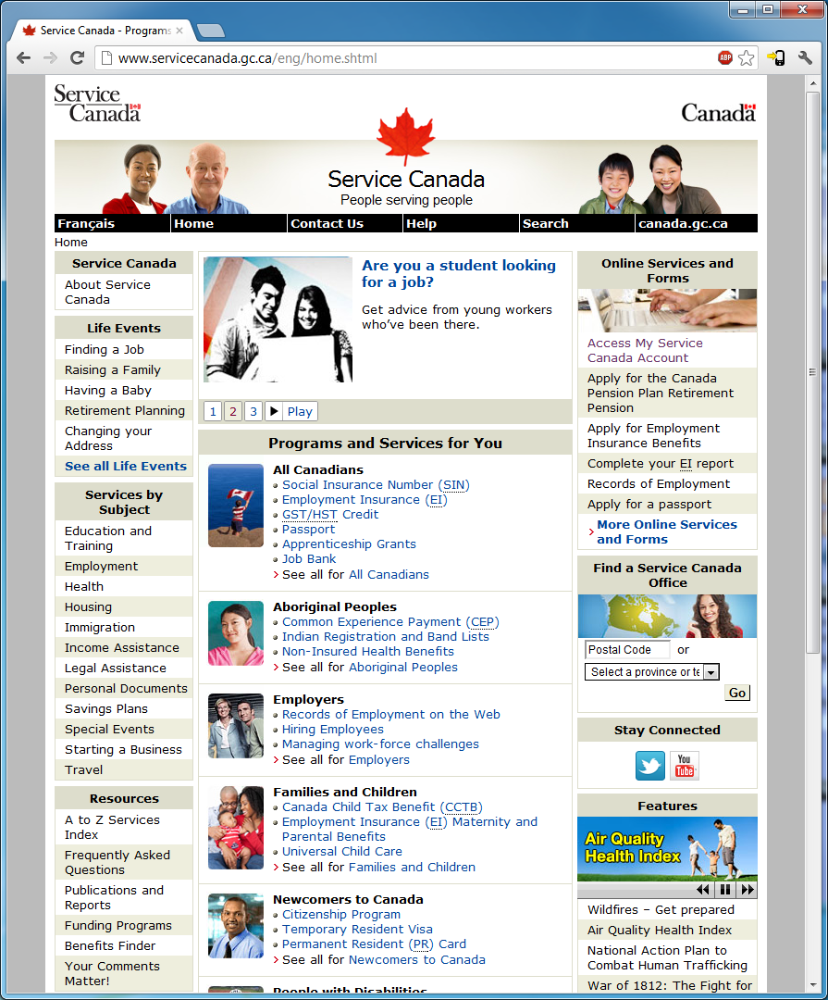 Service Canada - Programs
www.servicecanada.gc.ca/eng/home.shtml
ABP
Service
Canada
Canada
Service Canada
People serving people
Français
Home
Contact Us
Help
Search
canada.gc.ca
Home
Service Canada
About Service
Canada
Life Events
Finding a Job
Raising a Family
Having a Baby
Retirement Planning
Changing your
Address
See all Life Events
Services by
Subject
Education and
Training
Employment
Health
Housing
Immigration
Income Assistance
Legal Assistance
Personal Documents
Savings Plans
Special Events
Starting a Business
Travel
Resources
A to Z Services
Index
Frequently Asked
Questions
Publications and
Reports
Funding Programs
Benefits Finder
Your Comments
Matter!
Are you a student looking
for a job?
Get advice from young workers
who've been there.
1
2
3
Play
Programs and Services for You
All Canadians
Social Insurance Number (SIN)
Employment Insurance (EI)
GST/HST Credit
Passport
Apprenticeship Grants
Job Bank
See all for All Canadians
Aboriginal Peoples
Common Experience Payment (CEP)
Indian Registration and Band Lists
Non-Insured Health Benefits
See all for Aboriginal Peoples
Employers
Records of Employment on the Web
Hiring Employees
Managing work-force challenges
See all for Employers
Families and Children
Canada Child Tax Benefit (CCTB)
Employment Insurance (EI) Maternity and
Parental Benefits
Universal Child Care
See all for Families and Children
Newcomers to Canada
Citizenship Program
Temporary Resident Visa
Permanent Resident (PR) Card
See all for Newcomers to Canada
People with Disabilities
Online Services and
Forms
Access My Service
Canada Account
Apply for the Canada
Pension Plan Retirement
Pension
Apply for Employment
Insurance Benefits
Complete your EI report
Records of Employment
Apply for a passport
More Online Services
and Forms
Find a Service Canada
Office
Postal Code
or
Select a province or te
Go
Stay Connected
You
Tube
Features
Air Quality
Health Index
Wildfires – Get prepared
Air Quality Health Index
National Action Plan to
Combat Human Trafficking
War of 1812: The Fight for